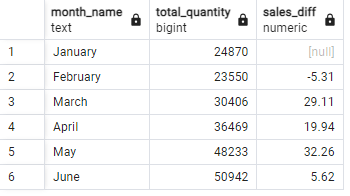 month_name total_quantity sales_diff
text bigint numeric
1 January 24870 [null]
2 February 23550 -5.31
3 March 30406 29.11
4 April 36469 19.94
5 May 48233 32.26
6 June 50942 5.62